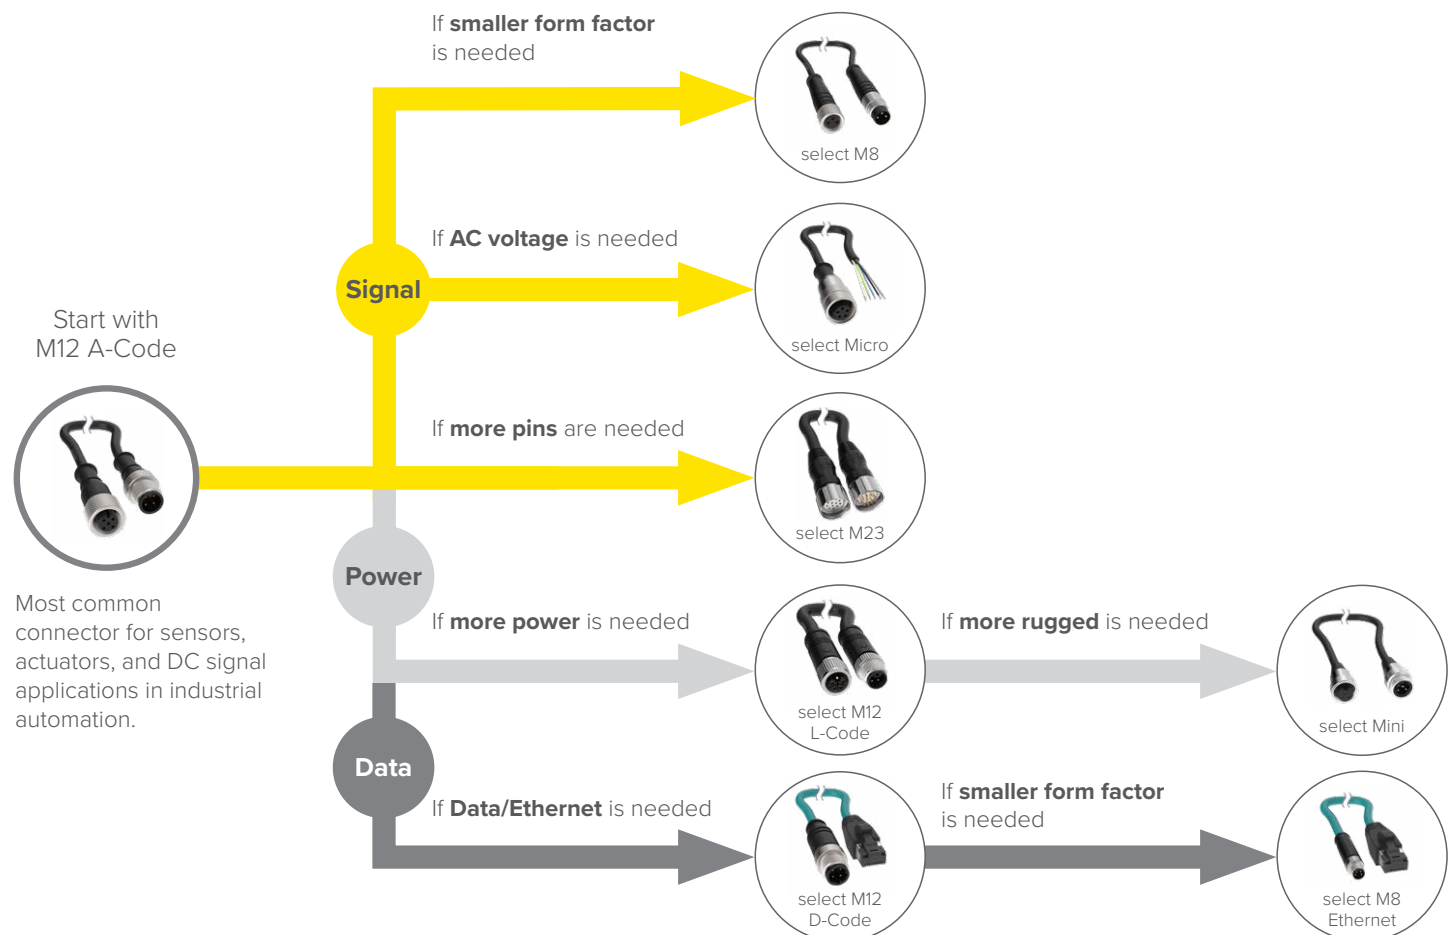 If smaller form factor
is needed
select M8
If AC voltage is needed
Signal
select Micro
Start with
M12 A-Code
If more pins are needed
select M23
Most common
connector for sensors,
actuators, and DC signal
applications in industrial
automation.
Power
If more power is needed
select M12
L-Code
If more rugged is needed
select Mini
Data
If Data/Ethernet is needed
select M12
D-Code
If smaller form factor
is needed
select M8
Ethernet